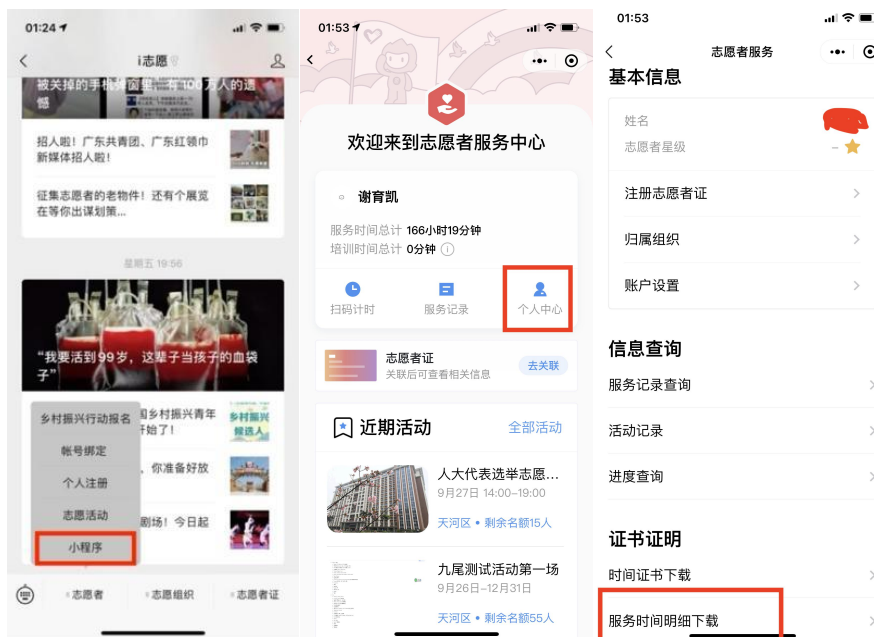 01:24
i志愿
被关掉的手机弹窗里，有100万人的遗
憾
招人啦！广东共青团、广东红领巾
新媒体招人啦！
征集志愿者的老物件！还有个展览
在等你出谋划策...
星期五 19:56
“我要活到99岁，这辈子当孩子的血袋
子”
国乡村振兴青年
开始了！
乡村振兴
候选人
，你准备好放
剧场！今日起
乡村振兴行动报名
帐号绑定
个人注册
志愿活动
小程序
志愿者
志愿组织
志愿者证
01:53
欢迎来到志愿者服务中心
谢育凯
服务时间总计 166小时19分钟
培训时间总计 0分钟
扫码计时
服务记录
个人中心
志愿者证
关联后可查看相关信息
去关联
近期活动
全部活动
人大代表选举志愿...
9月27日 14:00–19:00
天河区 • 剩余名额15人
九尾测试活动第一场
9月26日–12月31日
天河区 • 剩余名额55人
01:53
志愿者服务
基本信息
姓名
志愿者星级
–
注册志愿者证
归属组织
账户设置
信息查询
服务记录查询
活动记录
进度查询
证书证明
时间证书下载
服务时间明细下载